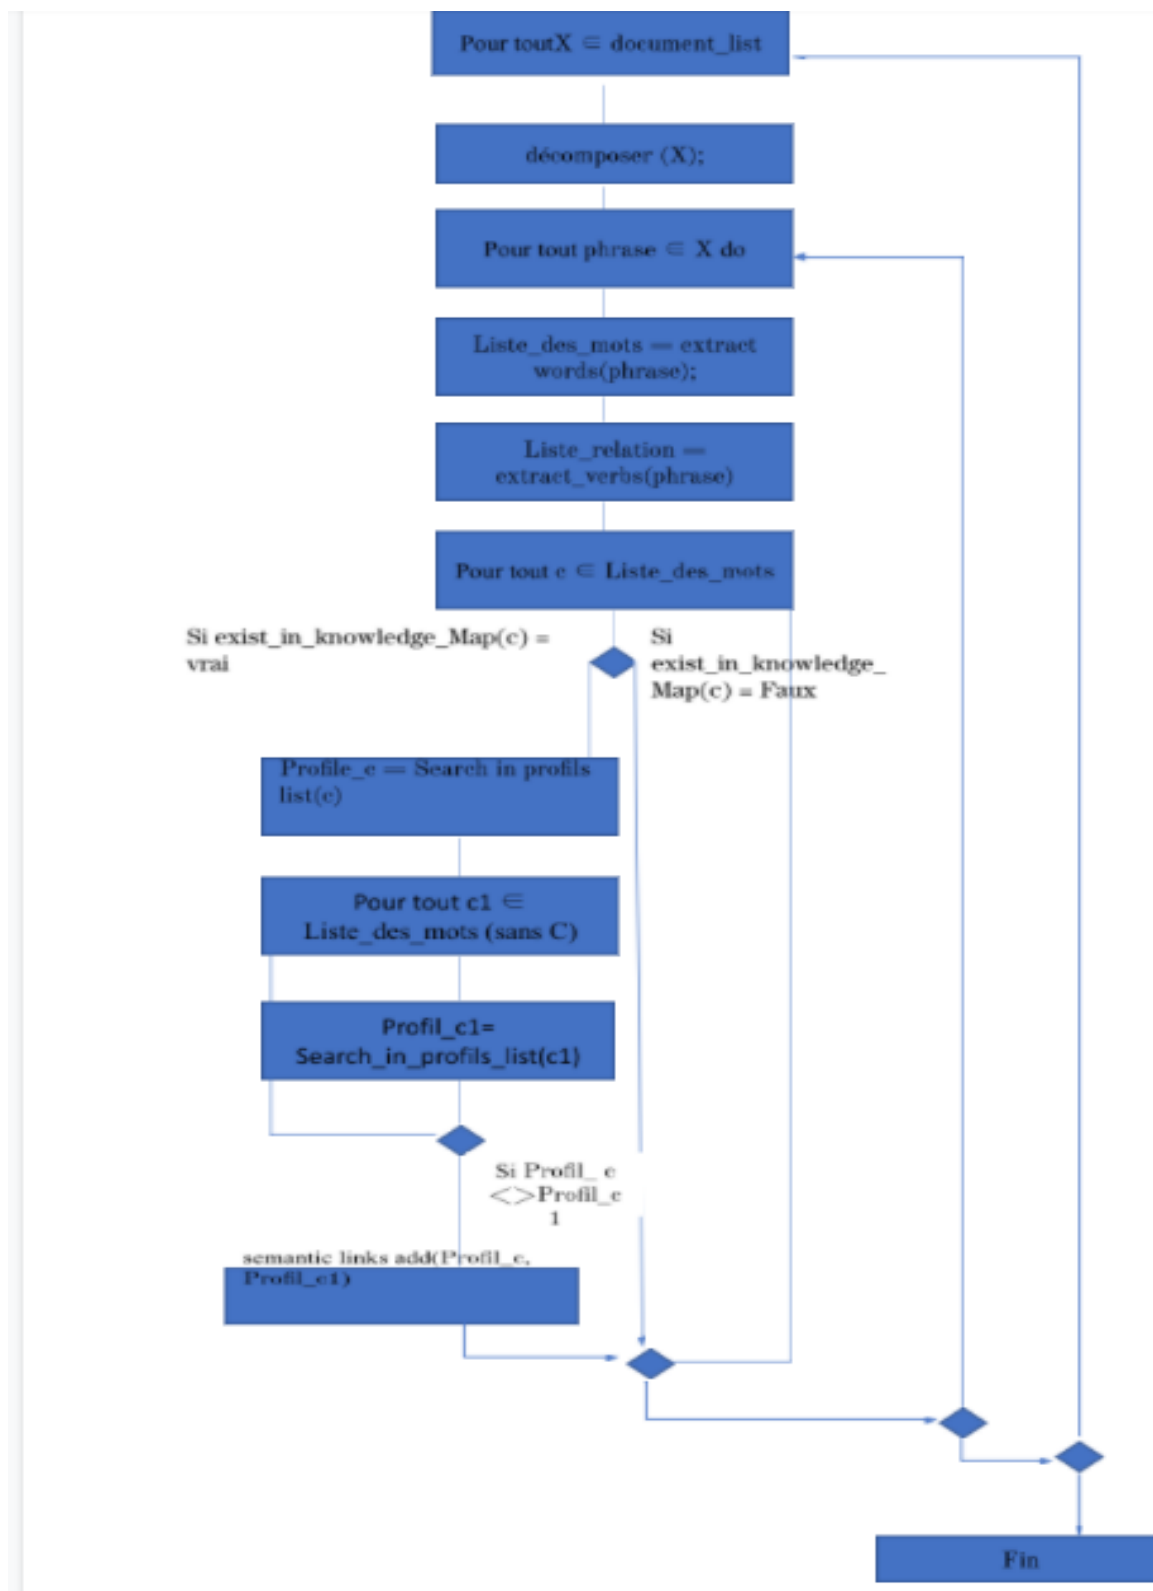 Pour toutX ∈ document_list
décomposer (X);
Pour tout phrase ∈ X do
Liste_des_mots = extract
words(phrase);
Liste_relation =
extract_verbs(phrase)
Pour tout c ∈ Liste_des_mots
Si exist_in_knowledge_Map(c) =
vrai
Si
exist_in_knowledge_
Map(c) = Faux
Profile_c = Search in profils
list(c)
Pour tout c1 ∈
Liste_des_mots (sans C)
Profil_c1=
Search_in_profils_list(c1)
Si Profil_ c
<>Profil_c
1
semantic links add(Profil_c,
Profil_c1)
Fin